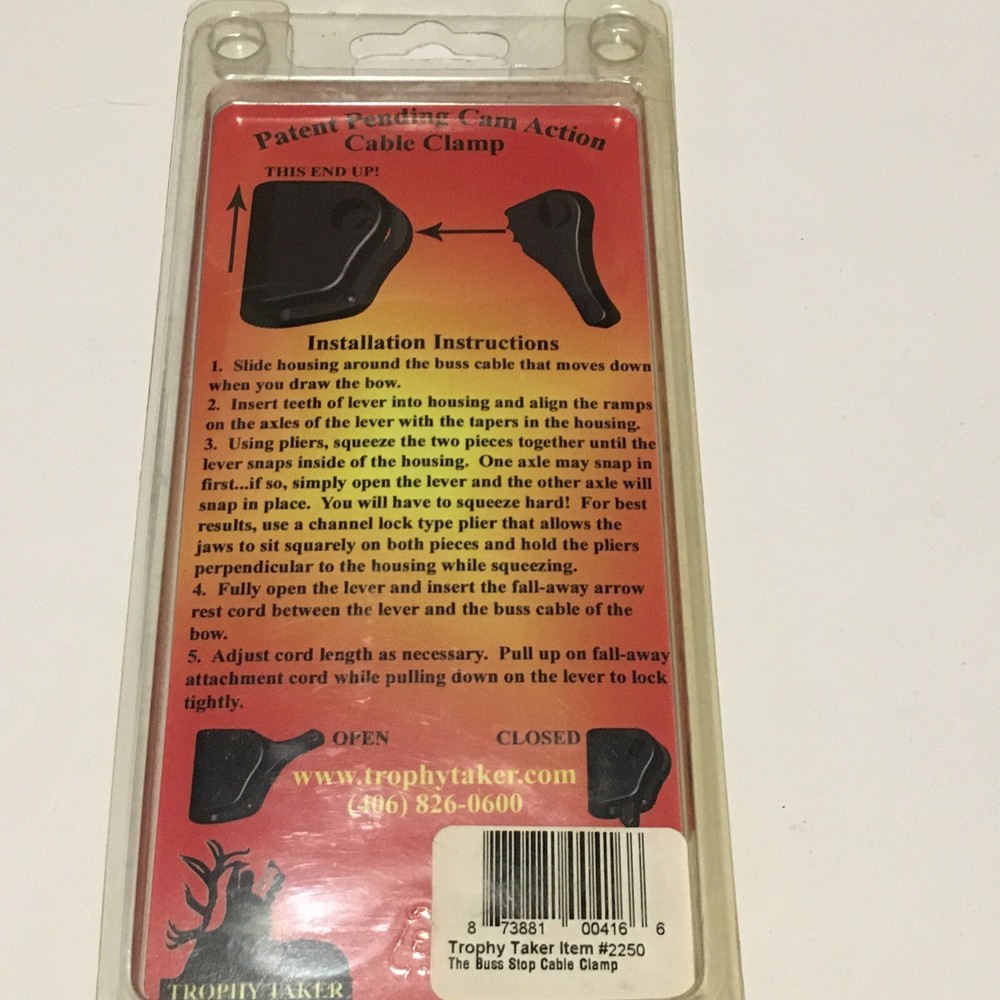 Patent Pending Cam Action
Cable Clamp
THIS END UP!
Installation Instructions
1. Slide housing around the buss cable that moves down
when you draw the bow.
2. Insert teeth of lever into housing and align the ramps
on the axles of the lever with the tapers in the housing.
3. Using pliers, squeeze the two pieces together until the
lever snaps inside of the housing. One axle may snap in
first...if so, simply open the lever and the other axle will
snap in place. You will have to squeeze hard! For best
results, use a channel lock type plier that allows the
jaws to sit squarely on both pieces and hold the pliers
perpendicular to the housing while squeezing.
4. Fully open the lever and insert the fall-away arrow
rest cord between the lever and the buss cable of the
bow.
5. Adjust cord length as necessary. Pull up on fall-away
attachment cord while pulling down on the lever to lock
tightly.
OPEN CLOSED
www.trophytaker.com
(406) 826-0600
8 73881 00416 6
Trophy Taker Item #2250
The Buss Stop Cable Clamp
TROPHY TAKER